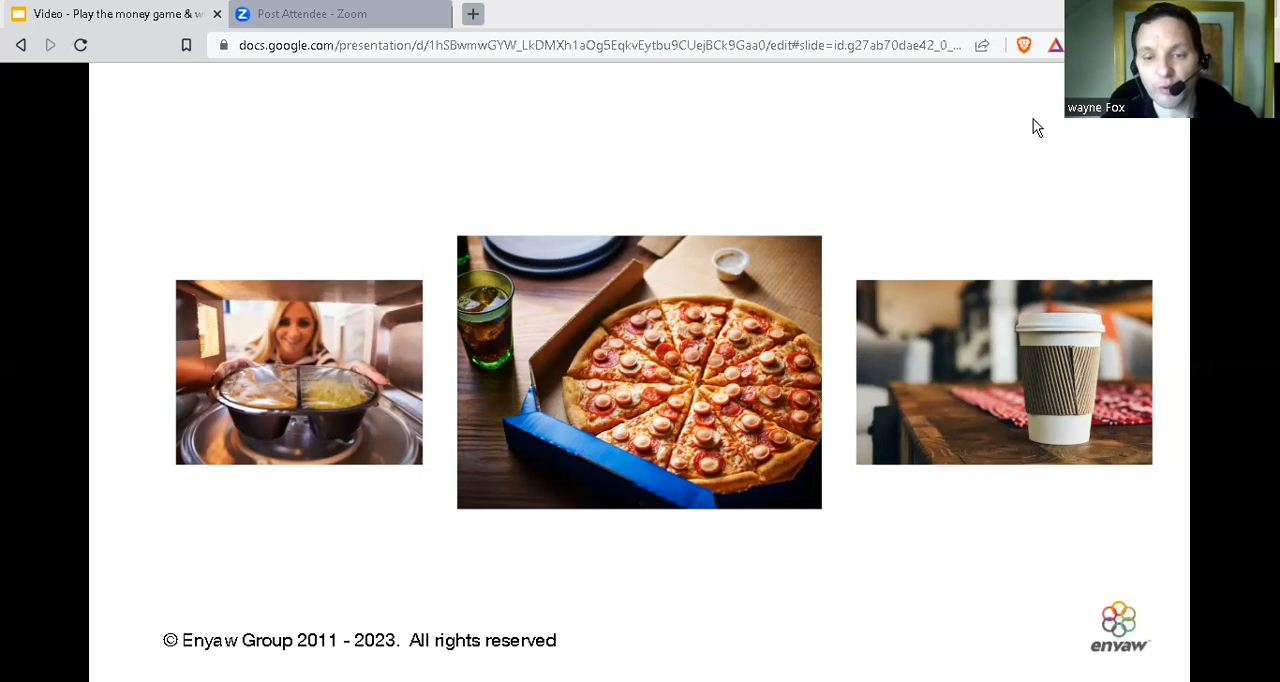 Video - Play the money game & w
Post Attendee - Zoom
docs.google.com/presentation/d/1hSBwmwGYW_LkDMXh1aOg5EqkvEytbu9CUejBCk9Gaa0/edit#slide=id.g27ab70dae42_0_...
wayne Fox
© Enyaw Group 2011 - 2023. All rights reserved
enyaw